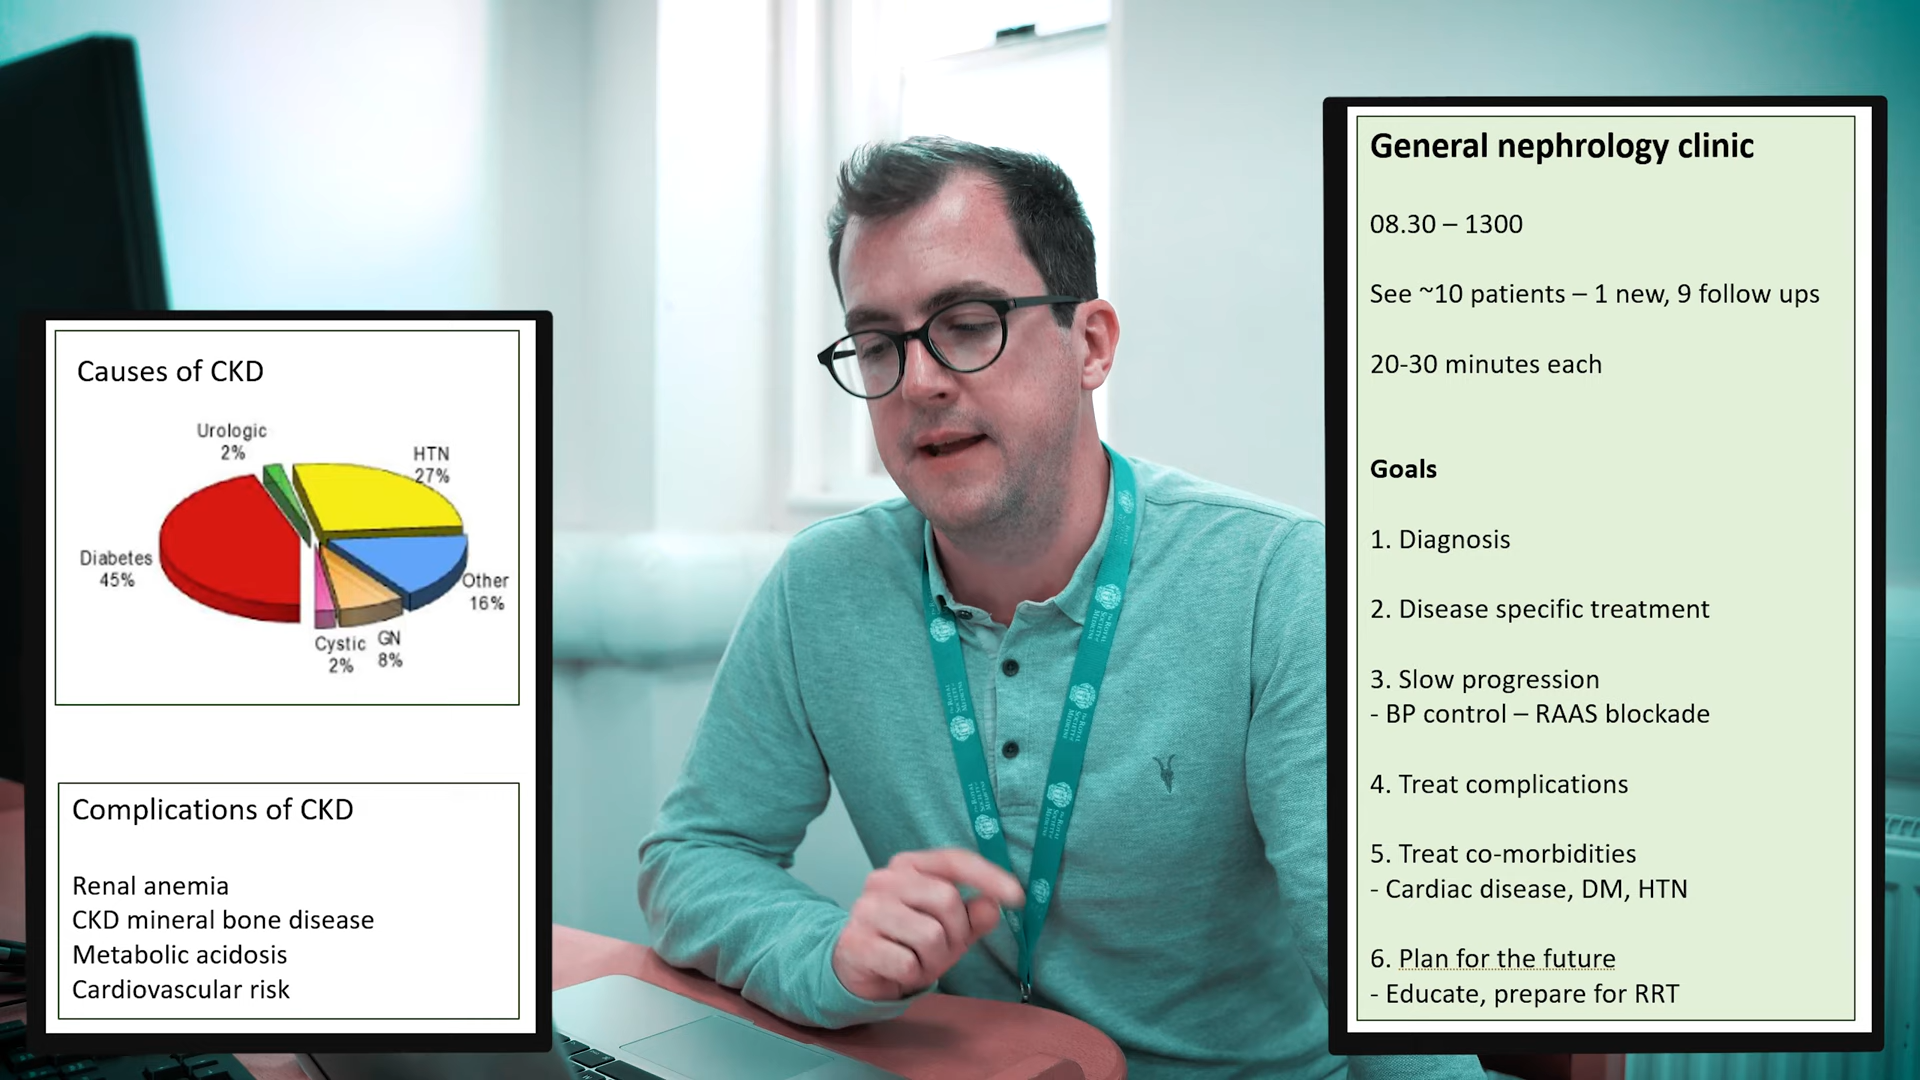 Causes of CKD
Urologic
2%
HTN
27%
Diabetes
45%
Other
16%
Cystic
2%
GN
8%
Complications of CKD
Renal anemia
CKD mineral bone disease
Metabolic acidosis
Cardiovascular risk
General nephrology clinic
08.30 – 1300
See ~10 patients – 1 new, 9 follow ups
20-30 minutes each
Goals
1. Diagnosis
2. Disease specific treatment
3. Slow progression
- BP control – RAAS blockade
4. Treat complications
5. Treat co-morbidities
- Cardiac disease, DM, HTN
6. Plan for the future
- Educate, prepare for RRT